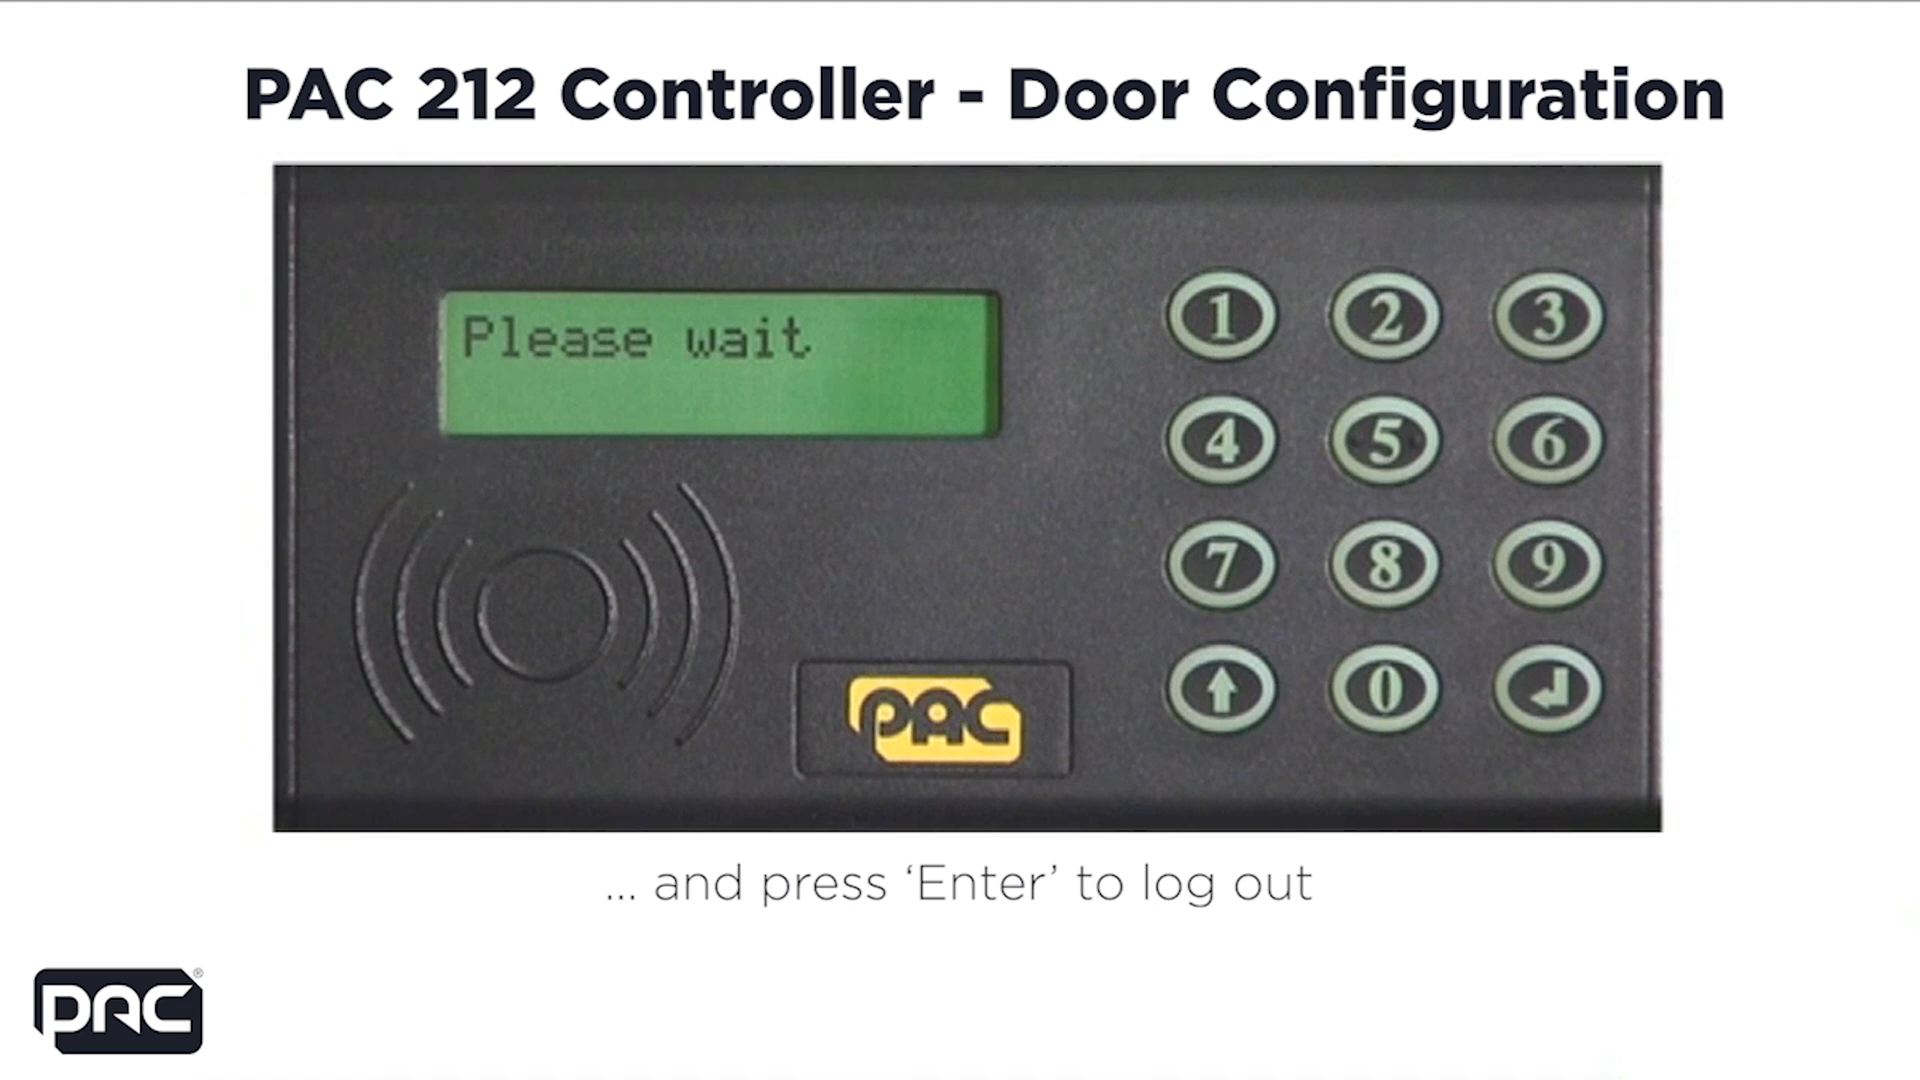 PAC 212 Controller - Door Configuration
Please wait
1 2 3
4 5 6
7 8 9
0
PAC
... and press ‘Enter’ to log out
PAC®